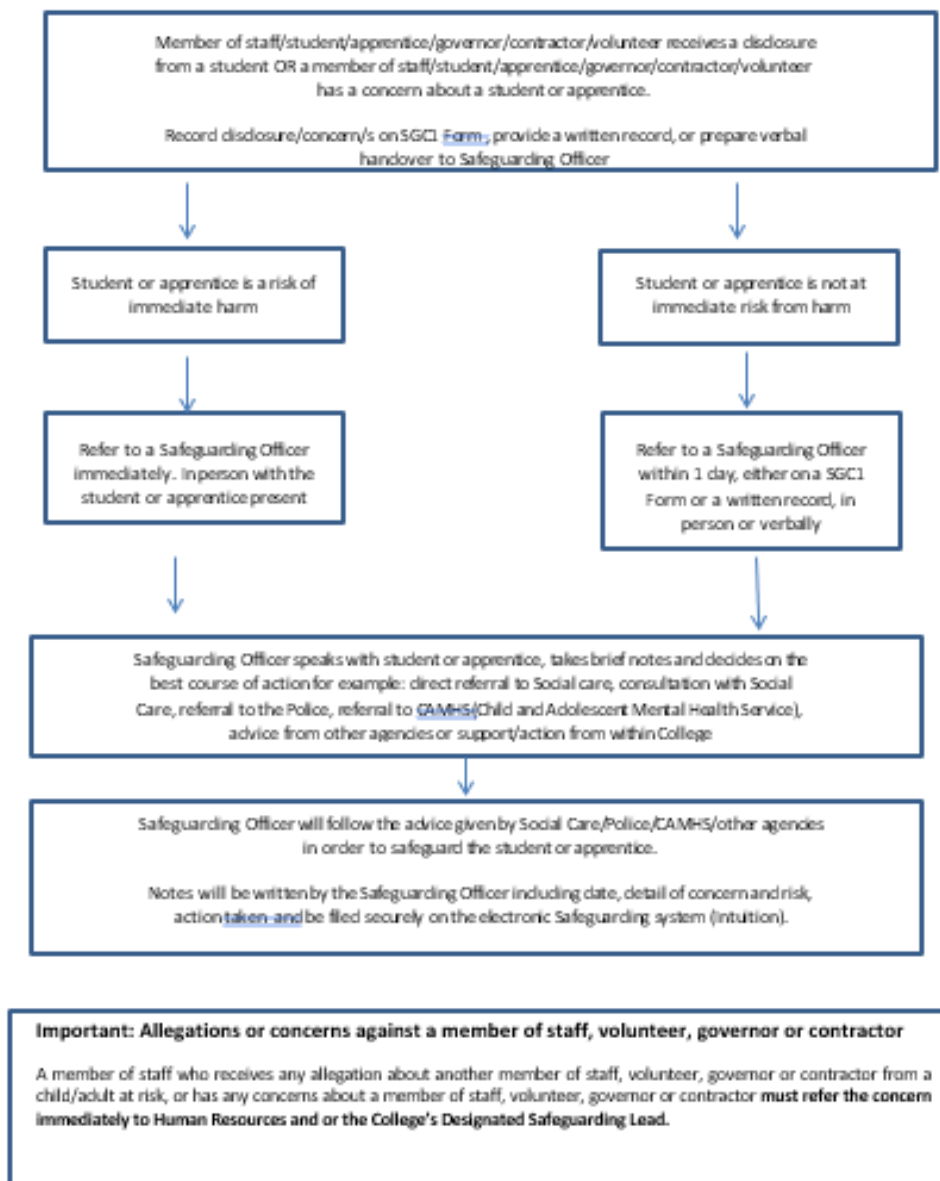 Member of staff/student/apprentice/governor/contractor/volunteer receives a disclosure
from a student OR a member of staff/student/apprentice/governor/contractor/volunteer
has a concern about a student or apprentice.
Record disclosure/concern/s on SGC1 Form , provide a written record, or prepare verbal
handover to Safeguarding Officer
Student or apprentice is a risk of
immediate harm
Student or apprentice is not at
immediate risk from harm
Refer to a Safeguarding Officer
immediately. In person with the
student or apprentice present
Refer to a Safeguarding Officer
within 1 day, either on a SGC1
Form or a written record, in
person or verbally
Safeguarding Officer speaks with student or apprentice, takes brief notes and decides on the
best course of action for example: direct referral to Social care, consultation with Social
Care, referral to the Police, referral to CAMHS(Child and Adolescent Mental Health Service),
advice from other agencies or support/action from within College
Safeguarding Officer will follow the advice given by Social Care/Police/CAMHS/other agencies
in order to safeguard the student or apprentice.
Notes will be written by the Safeguarding Officer including date, detail of concern and risk,
action taken and be filed securely on the electronic Safeguarding system (Intuition).
Important: Allegations or concerns against a member of staff, volunteer, governor or contractor
A member of staff who receives any allegation about another member of staff, volunteer, governor or contractor from a
child/adult at risk, or has any concerns about a member of staff, volunteer, governor or contractor must refer the concern
immediately to Human Resources and or the College's Designated Safeguarding Lead.